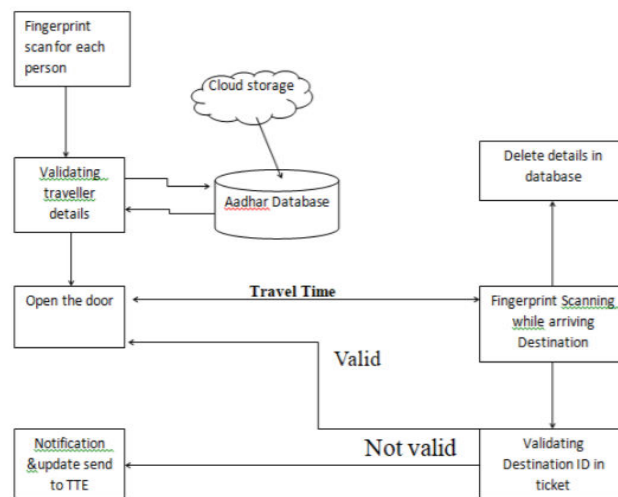 Fingerprint
scan for each
person
Cloud storage
Validating
traveller
details
Aadhar Database
Delete details in
database
Open the door
Travel Time
Fingerprint Scanning
while arriving
Destination
Valid
Notification
&update send
to TTE
Not valid
Validating
Destination ID in
ticket